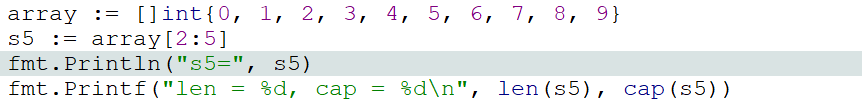 array := []int{0, 1, 2, 3, 4, 5, 6, 7, 8, 9}
s5 := array[2:5]
fmt.Println("s5=", s5)
fmt.Printf("len = %d, cap = %d\n", len(s5), cap(s5))